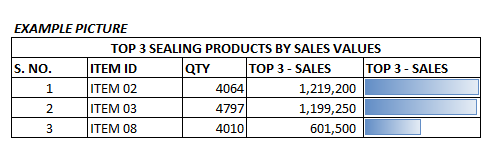 EXAMPLE PICTURE
TOP 3 SEALING PRODUCTS BY SALES VALUES
S. NO. ITEM ID QTY TOP 3 - SALES TOP 3 - SALES
1 ITEM 02 4064 1,219,200
2 ITEM 03 4797 1,199,250
3 ITEM 08 4010 601,500